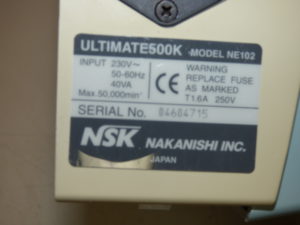 ULTIMATE500K -MODEL NE102
INPUT 230V~
50-60Hz
40VA
Max.50,000min⁻¹
CE
WARNING
REPLACE FUSE
AS MARKED
T1.6A 250V
SERIAL No. 04604715
NSK NAKANISHI INC.
JAPAN